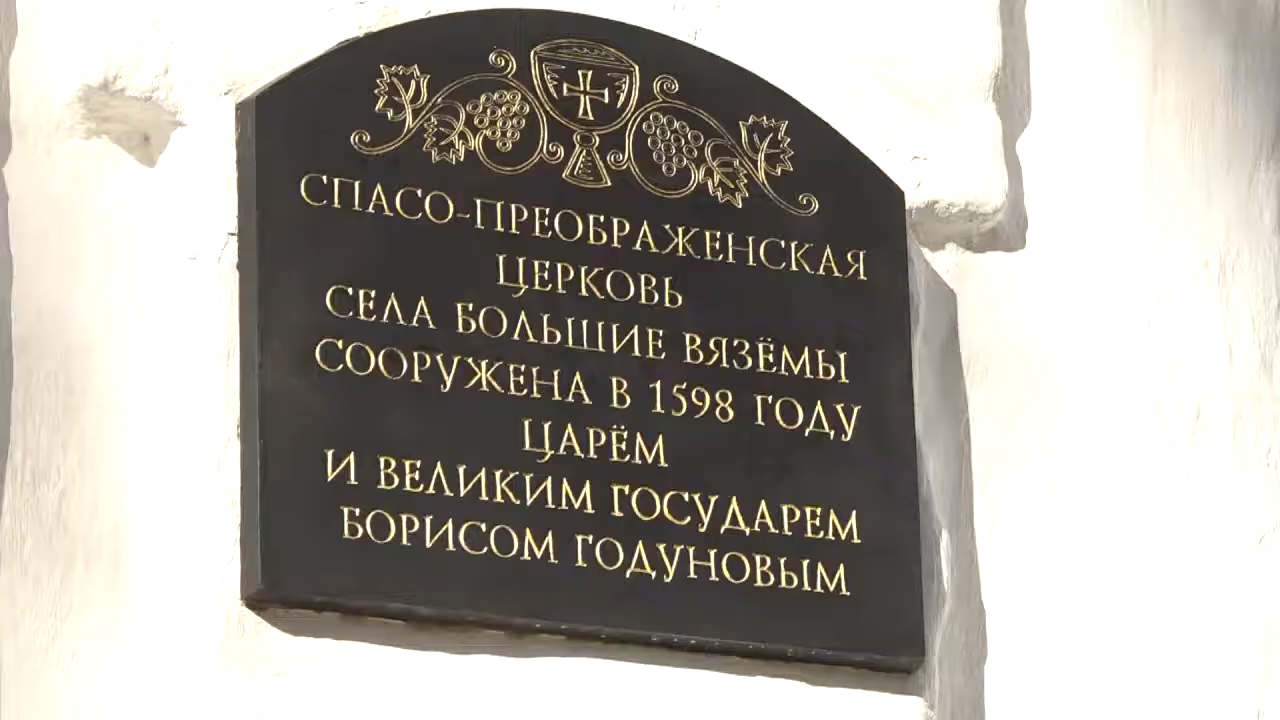 СПАСО-ПРЕОБРАЖЕНСКАЯ
ЦЕРКОВЬ
СЕЛА БОЛЬШИЕ ВЯЗЁМЫ
СООРУЖЕНА В 1598 ГОДУ
ЦАРЁМ
И ВЕЛИКИМ ГОСУДАРЕМ
БОРИСОМ ГОДУНОВЫМ